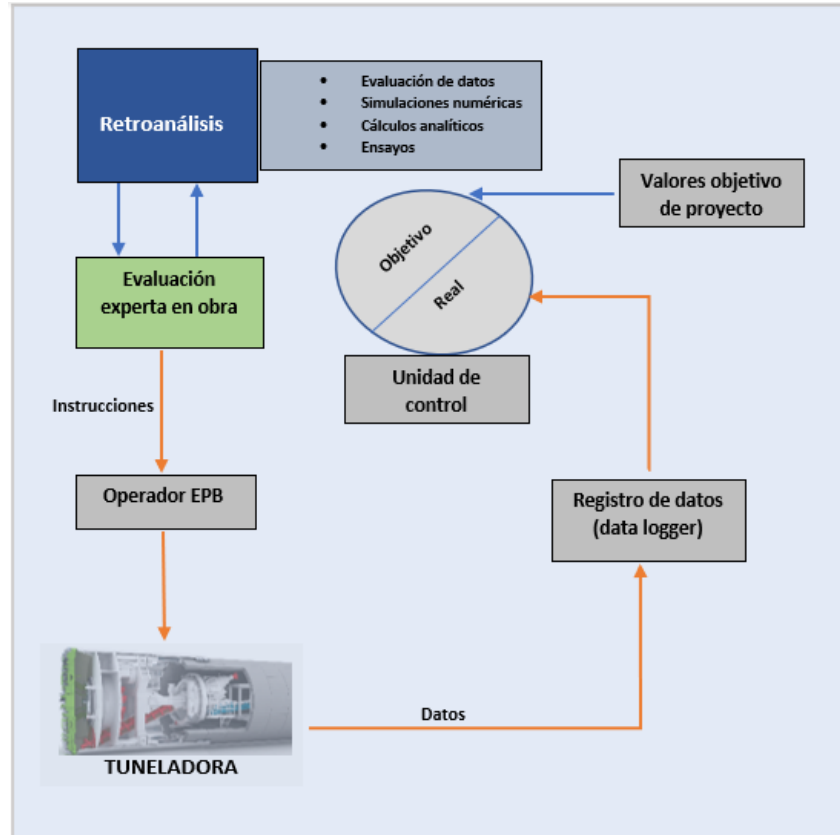 Retroanálisis
• Evaluación de datos
• Simulaciones numéricas
• Cálculos analíticos
• Ensayos
Valores objetivo
de proyecto
Objetivo
Real
Evaluación
experta en obra
Unidad de
control
Instrucciones
Operador EPB
Registro de datos
(data logger)
Datos
TUNELADORA